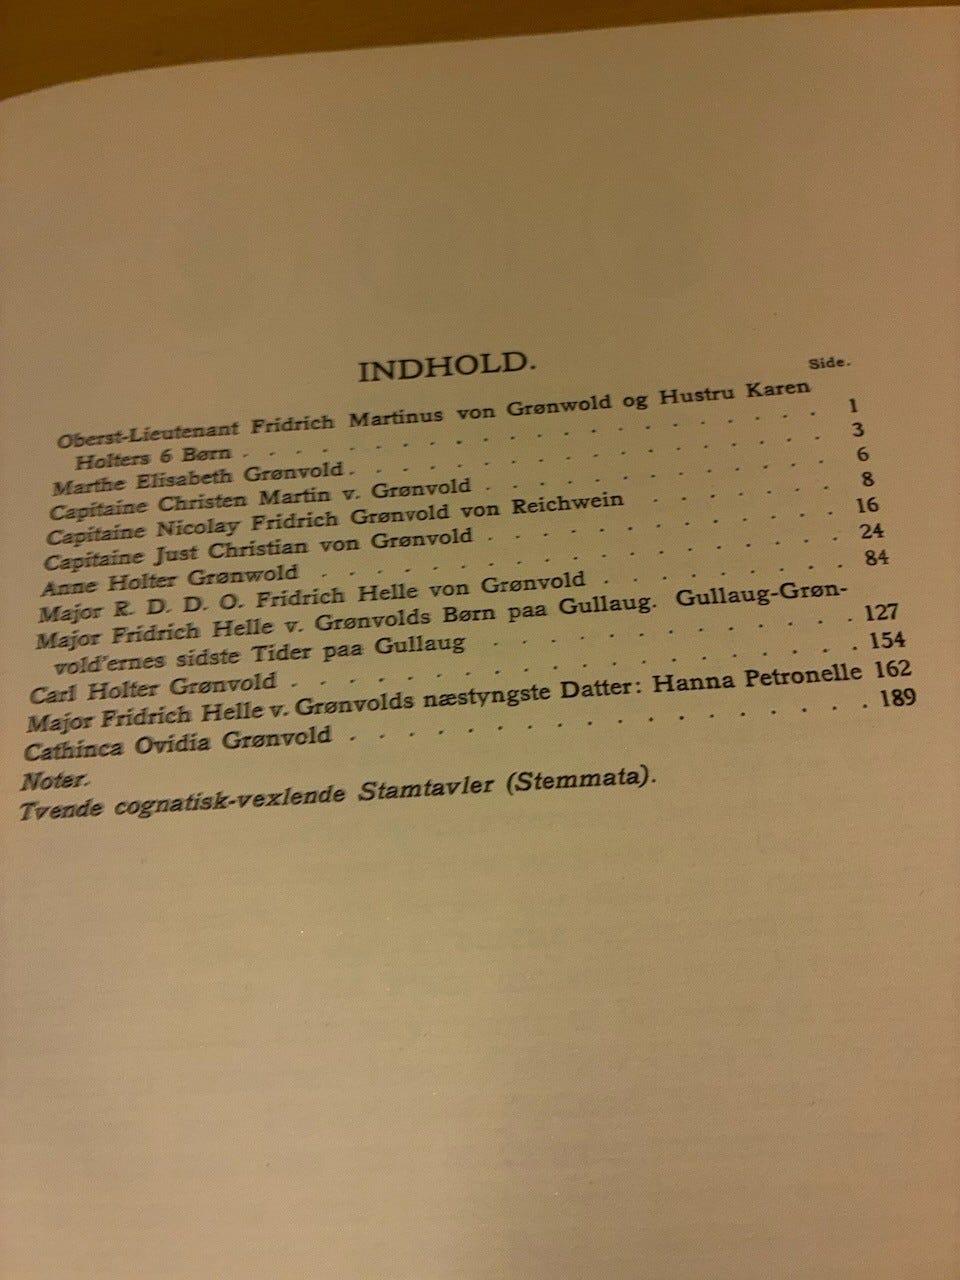 INDHOLD.
Side.
Oberst-Lieutenant Fridrich Martinus von Grønwold og Hustru Karen
Holters 6 Børn . . . . . . . . . . . . . . . . 1
Marthe Elisabeth Grønvold . . . . . . . . . . . . . 3
Capitaine Christen Martin v. Grønvold . . . . . . . . . 6
Capitaine Nicolay Fridrich Grønvold von Reichwein . . . . . 8
Capitaine Just Christian von Grønvold . . . . . . . . . 16
Anne Holter Grønwold . . . . . . . . . . . . . . 24
Major R. D. D. O. Fridrich Helle von Grønvold . . . . . . 84
Major Fridrich Helle v. Grønvolds Børn paa Gullaug. Gullaug-Grøn-
vold'ernes sidste Tider paa Gullaug . . . . . . . . . . 127
Carl Holter Grønvold . . . . . . . . . . . . . . . 154
Major Fridrich Helle v. Grønvolds næstyngste Datter: Hanna Petronelle 162
Cathinca Ovidia Grønvold . . . . . . . . . . . . . 189
Noter.
Tvende cognatisk-vexlende Stamtavler (Stemmata).